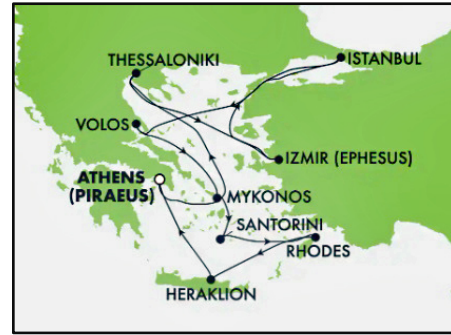 THESSALONIKI
ISTANBUL
VOLOS
IZMIR (EPHESUS)
ATHENS
(PIRAEUS)
MYKONOS
SANTORINI
RHODES
HERAKLION